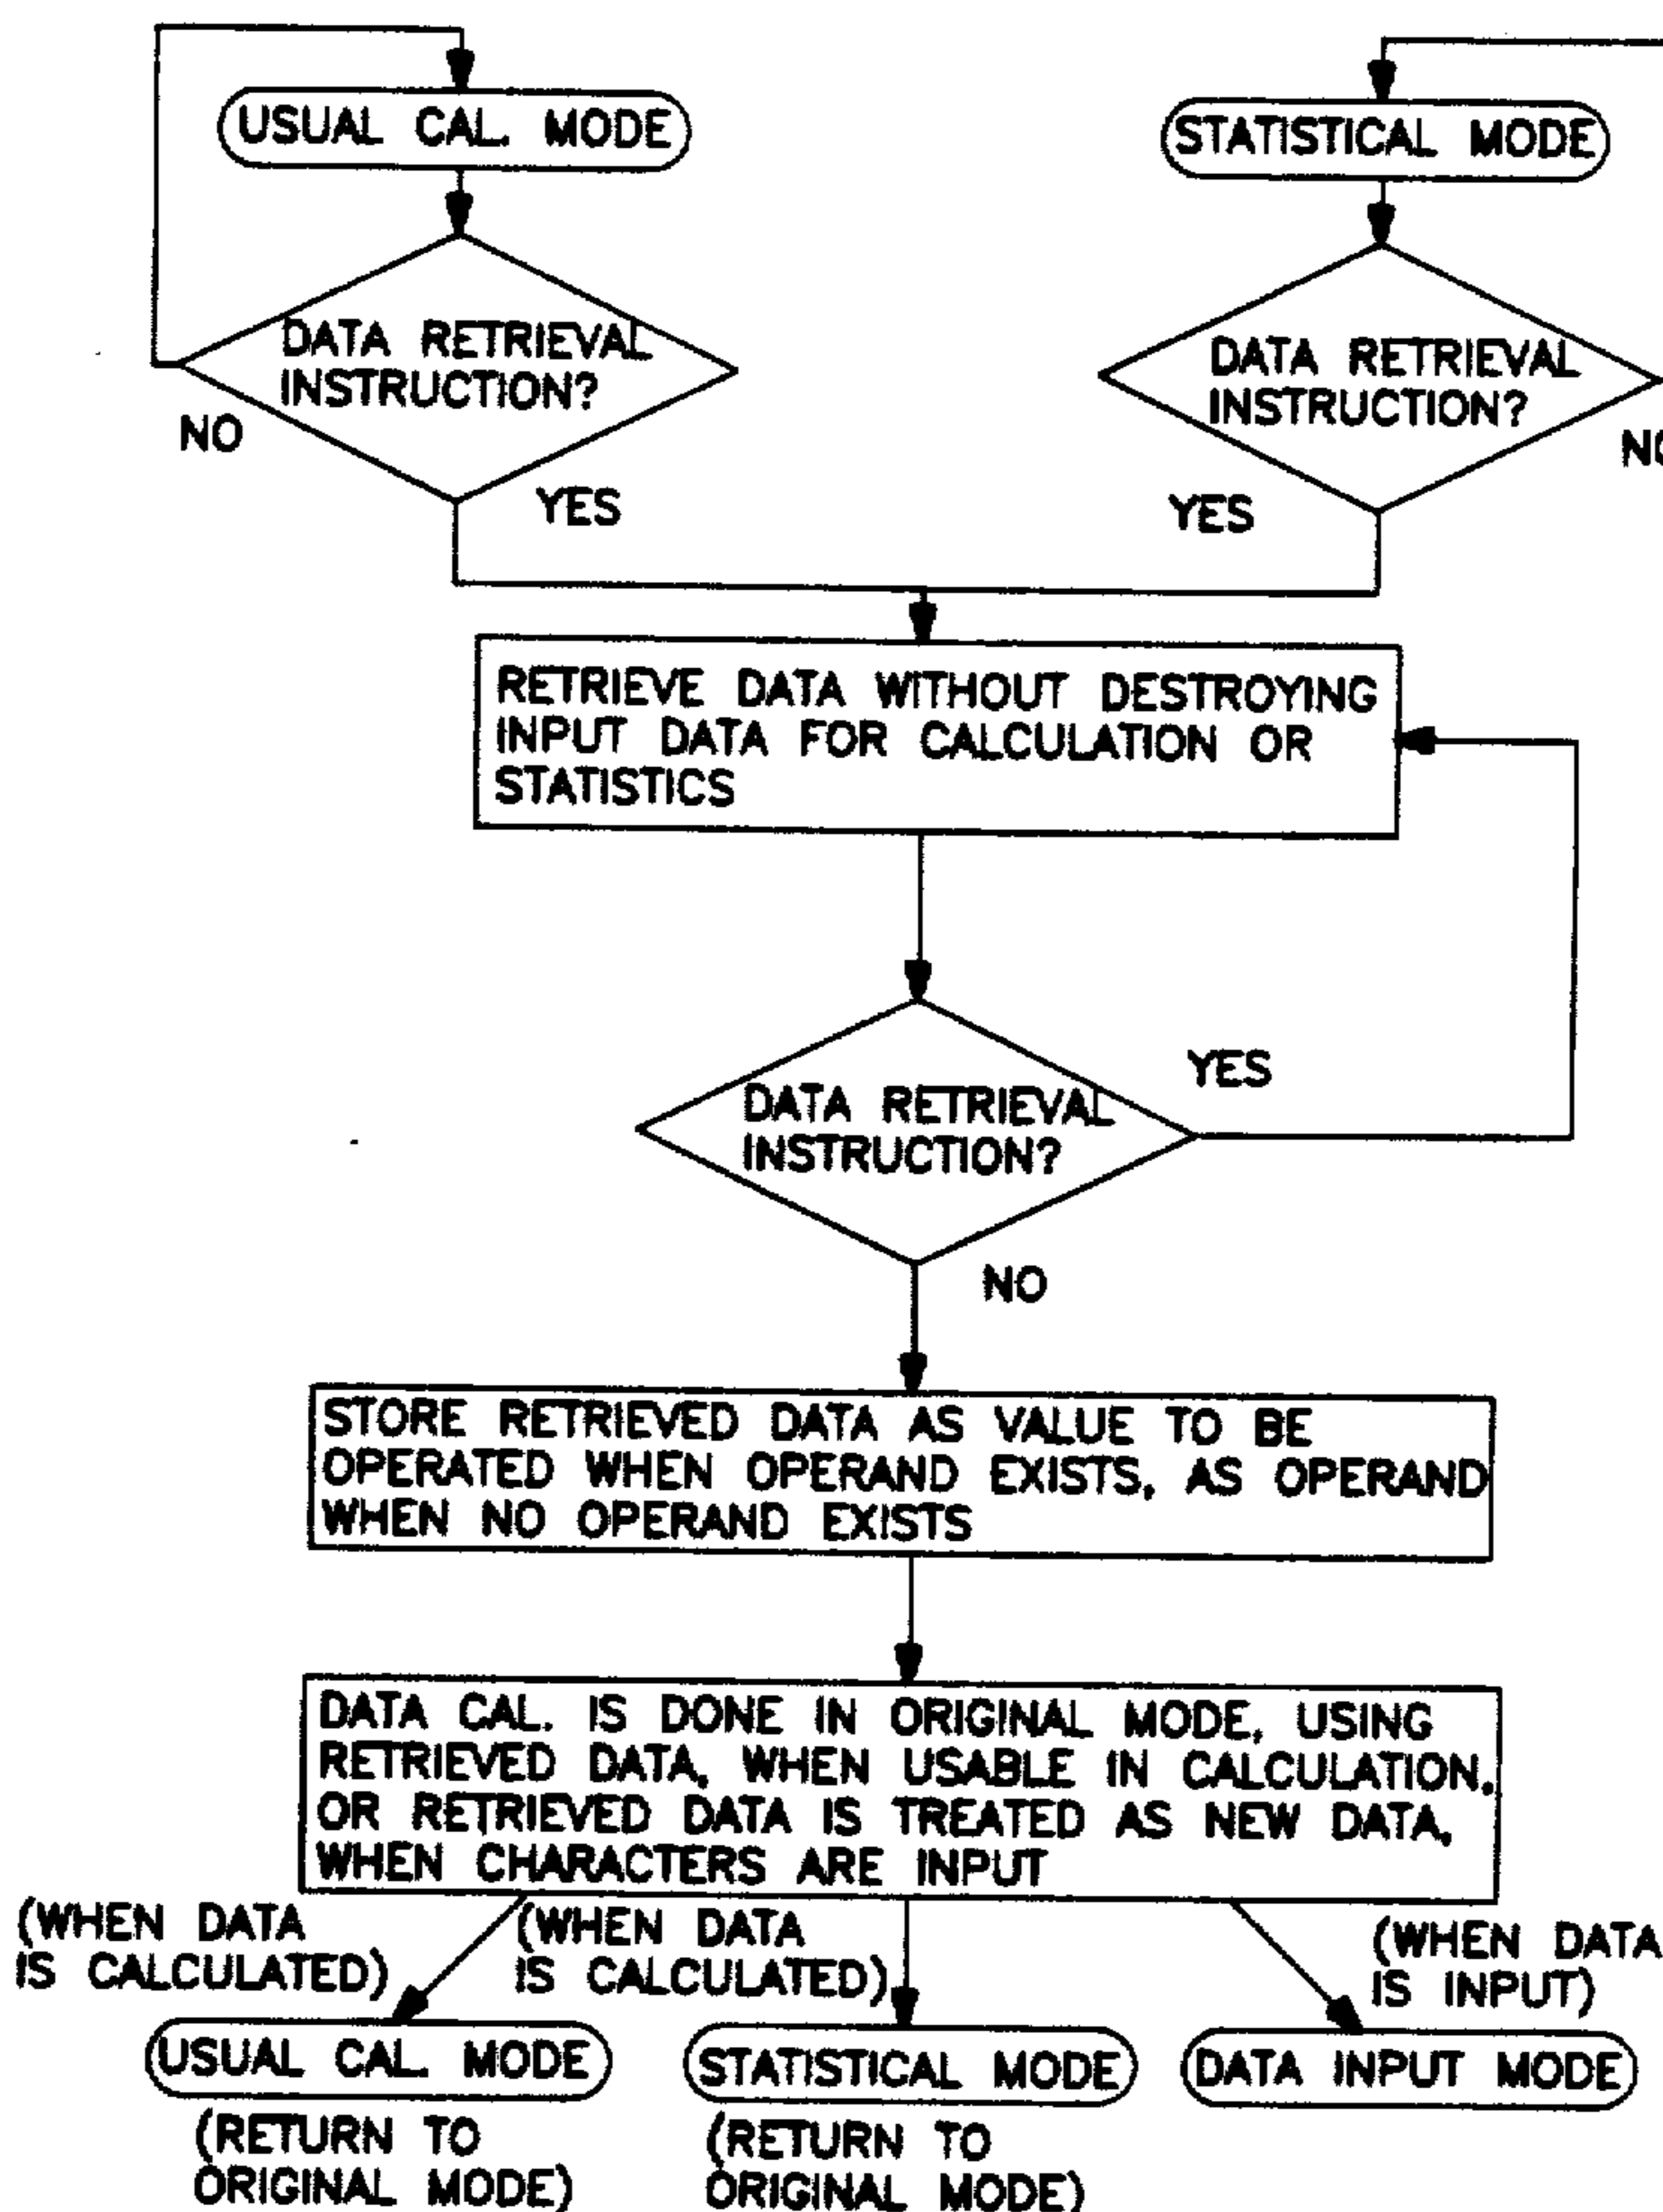 USUAL CAL. MODE
STATISTICAL MODE
DATA RETRIEVAL
INSTRUCTION?
DATA RETRIEVAL
INSTRUCTION?
NO
YES
YES
NO
RETRIEVE DATA WITHOUT DESTROYING
INPUT DATA FOR CALCULATION OR
STATISTICS
DATA RETRIEVAL
INSTRUCTION?
YES
NO
STORE RETRIEVED DATA AS VALUE TO BE
OPERATED WHEN OPERAND EXISTS, AS OPERAND
WHEN NO OPERAND EXISTS
DATA CAL. IS DONE IN ORIGINAL MODE, USING
RETRIEVED DATA, WHEN USABLE IN CALCULATION,
OR RETRIEVED DATA IS TREATED AS NEW DATA,
WHEN CHARACTERS ARE INPUT
(WHEN DATA
IS CALCULATED)
(WHEN DATA
IS CALCULATED)
(WHEN DATA
IS INPUT)
USUAL CAL. MODE
STATISTICAL MODE
DATA INPUT MODE
(RETURN TO
ORIGINAL MODE)
(RETURN TO
ORIGINAL MODE)